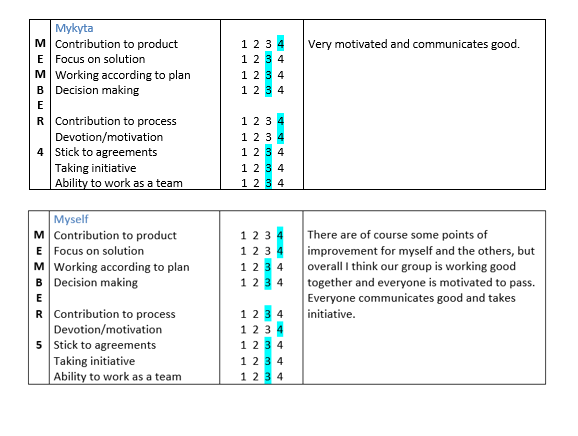 Mykyta
M Contribution to product 1 2 3 4 Very motivated and communicates good.
E Focus on solution 1 2 3 4
M Working according to plan 1 2 3 4
B Decision making 1 2 3 4
E
R Contribution to process 1 2 3 4
Devotion/motivation 1 2 3 4
4 Stick to agreements 1 2 3 4
Taking initiative 1 2 3 4
Ability to work as a team 1 2 3 4
Myself
M Contribution to product 1 2 3 4 There are of course some points of
E Focus on solution 1 2 3 4 improvement for myself and the others, but
M Working according to plan 1 2 3 4 overall I think our group is working good
B Decision making 1 2 3 4 together and everyone is motivated to pass.
E Everyone communicates good and takes
R Contribution to process 1 2 3 4 initiative.
Devotion/motivation 1 2 3 4
5 Stick to agreements 1 2 3 4
Taking initiative 1 2 3 4
Ability to work as a team 1 2 3 4